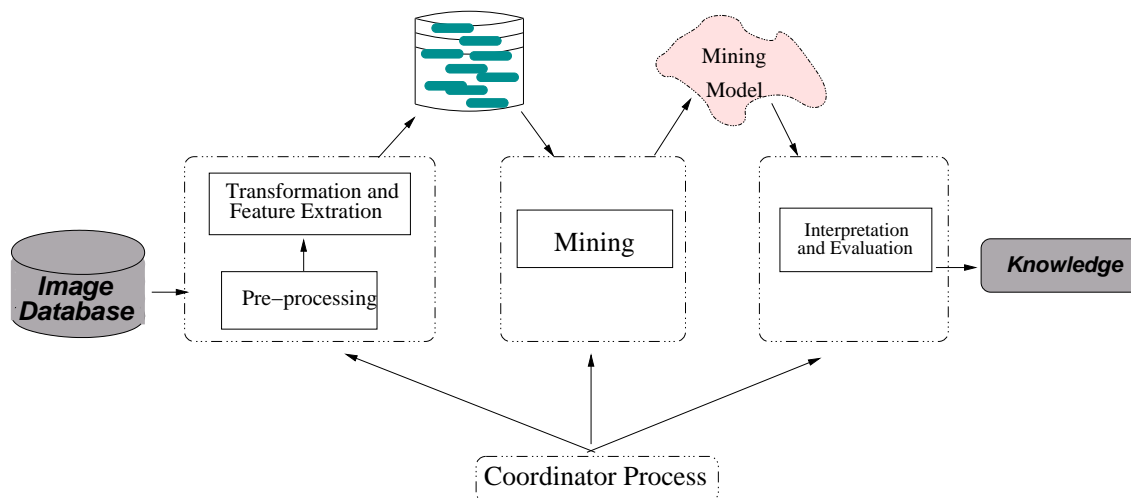 Mining
Model
Transformation and
Feature Extration
Pre-processing
Image
Database
Mining
Interpretation
and Evaluation
Knowledge
Coordinator Process